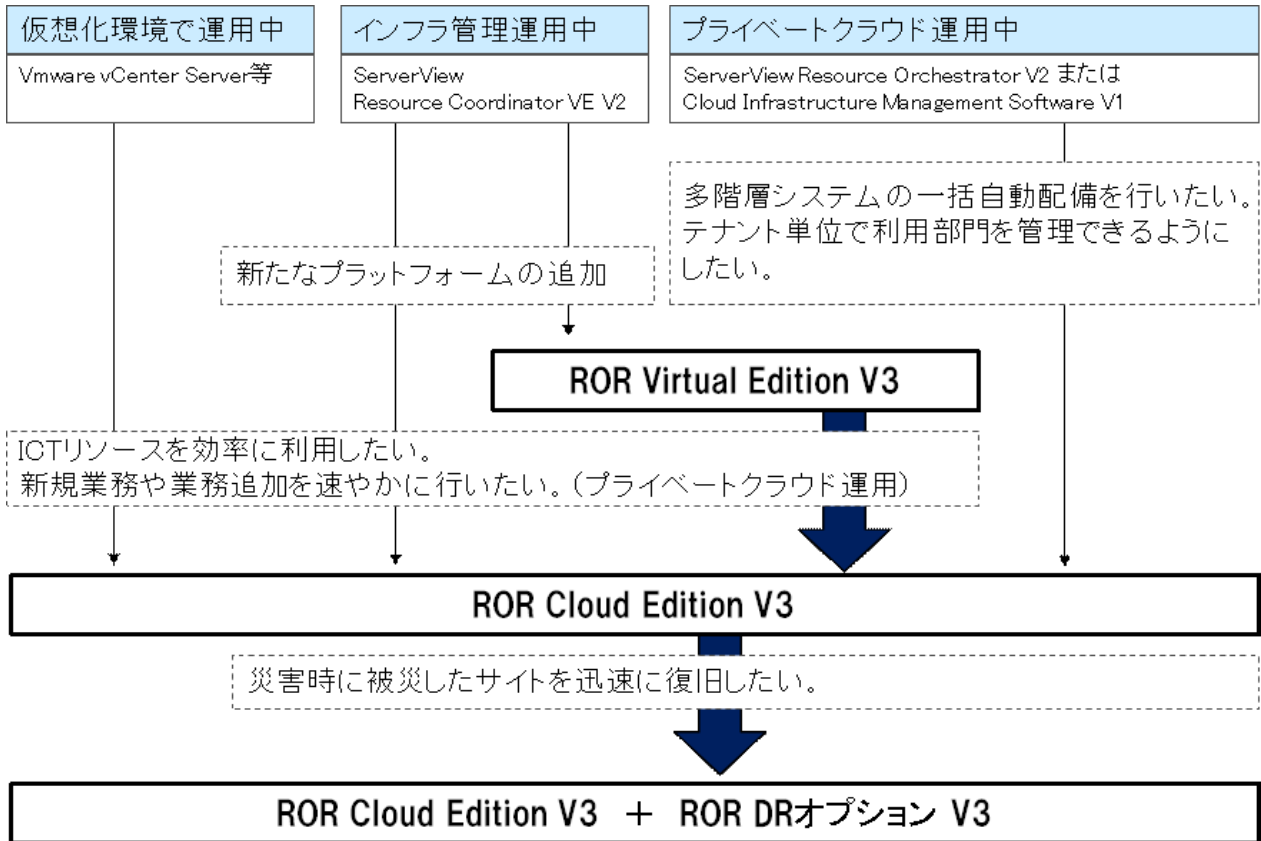 仮想化環境で運用中
Vmware vCenter Server等
インフラ管理運用中
ServerView
Resource Coordinator VE V2
プライベートクラウド運用中
ServerView Resource Orchestrator V2 または
Cloud Infrastructure Management Software V1
多階層システムの一括自動配備を行いたい。
テナント単位で利用部門を管理できるように
したい。
新たなプラットフォームの追加
ROR Virtual Edition V3
ICTリソースを効率に利用したい。
新規業務や業務追加を速やかに行いたい。(プライベートクラウド運用)
ROR Cloud Edition V3
災害時に被災したサイトを迅速に復旧したい。
ROR Cloud Edition V3 + ROR DRオプション V3